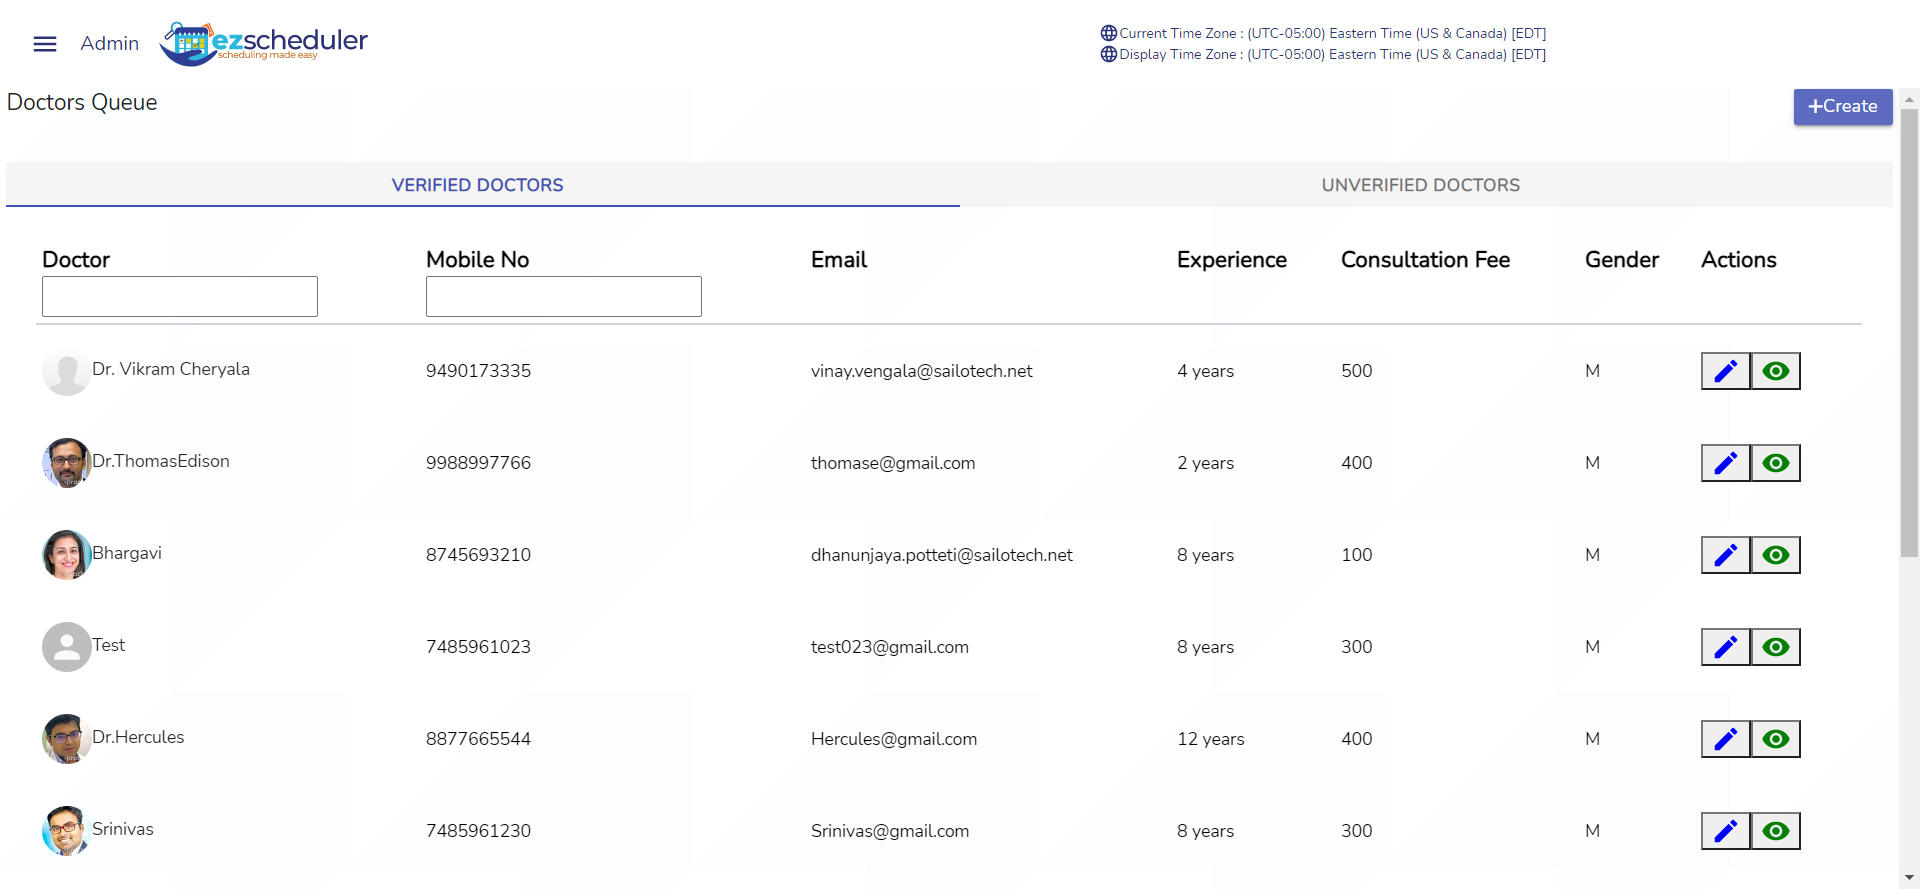 Admin
ezscheduler
scheduling made easy
Current Time Zone : (UTC-05:00) Eastern Time (US & Canada) [EDT]
Display Time Zone : (UTC-05:00) Eastern Time (US & Canada) [EDT]
Doctors Queue
+Create
VERIFIED DOCTORS UNVERIFIED DOCTORS
Doctor Mobile No Email Experience Consultation Fee Gender Actions
Dr. Vikram Cheryala 9490173335 vinay.vengala@sailotech.net 4 years 500 M
Dr.ThomasEdison 9988997766 thomase@gmail.com 2 years 400 M
Bhargavi 8745693210 dhanunjaya.potteti@sailotech.net 8 years 100 M
Test 7485961023 test023@gmail.com 8 years 300 M
Dr.Hercules 8877665544 Hercules@gmail.com 12 years 400 M
Srinivas 7485961230 Srinivas@gmail.com 8 years 300 M